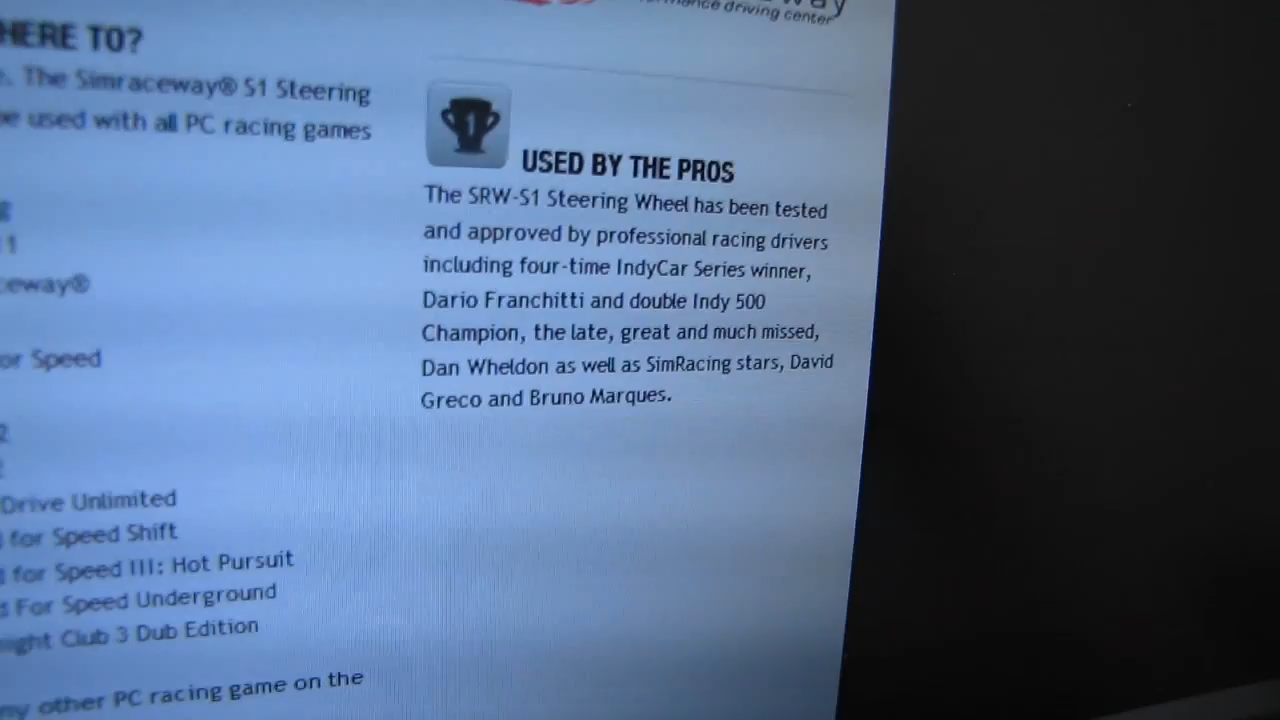 HERE TO?
The Simraceway® S1 Steering
used with all PC racing games
1
or Speed
2
Drive Unlimited
for Speed Shift
for Speed III: Hot Pursuit
For Speed Underground
Club 3 Dub Edition
other PC racing game on the
driving center
USED BY THE PROS
The SRW-S1 Steering Wheel has been tested
and approved by professional racing drivers
including four-time IndyCar Series winner,
Dario Franchitti and double Indy 500
Champion, the late, great and much missed,
Dan Wheldon as well as SimRacing stars, David
Greco and Bruno Marques.